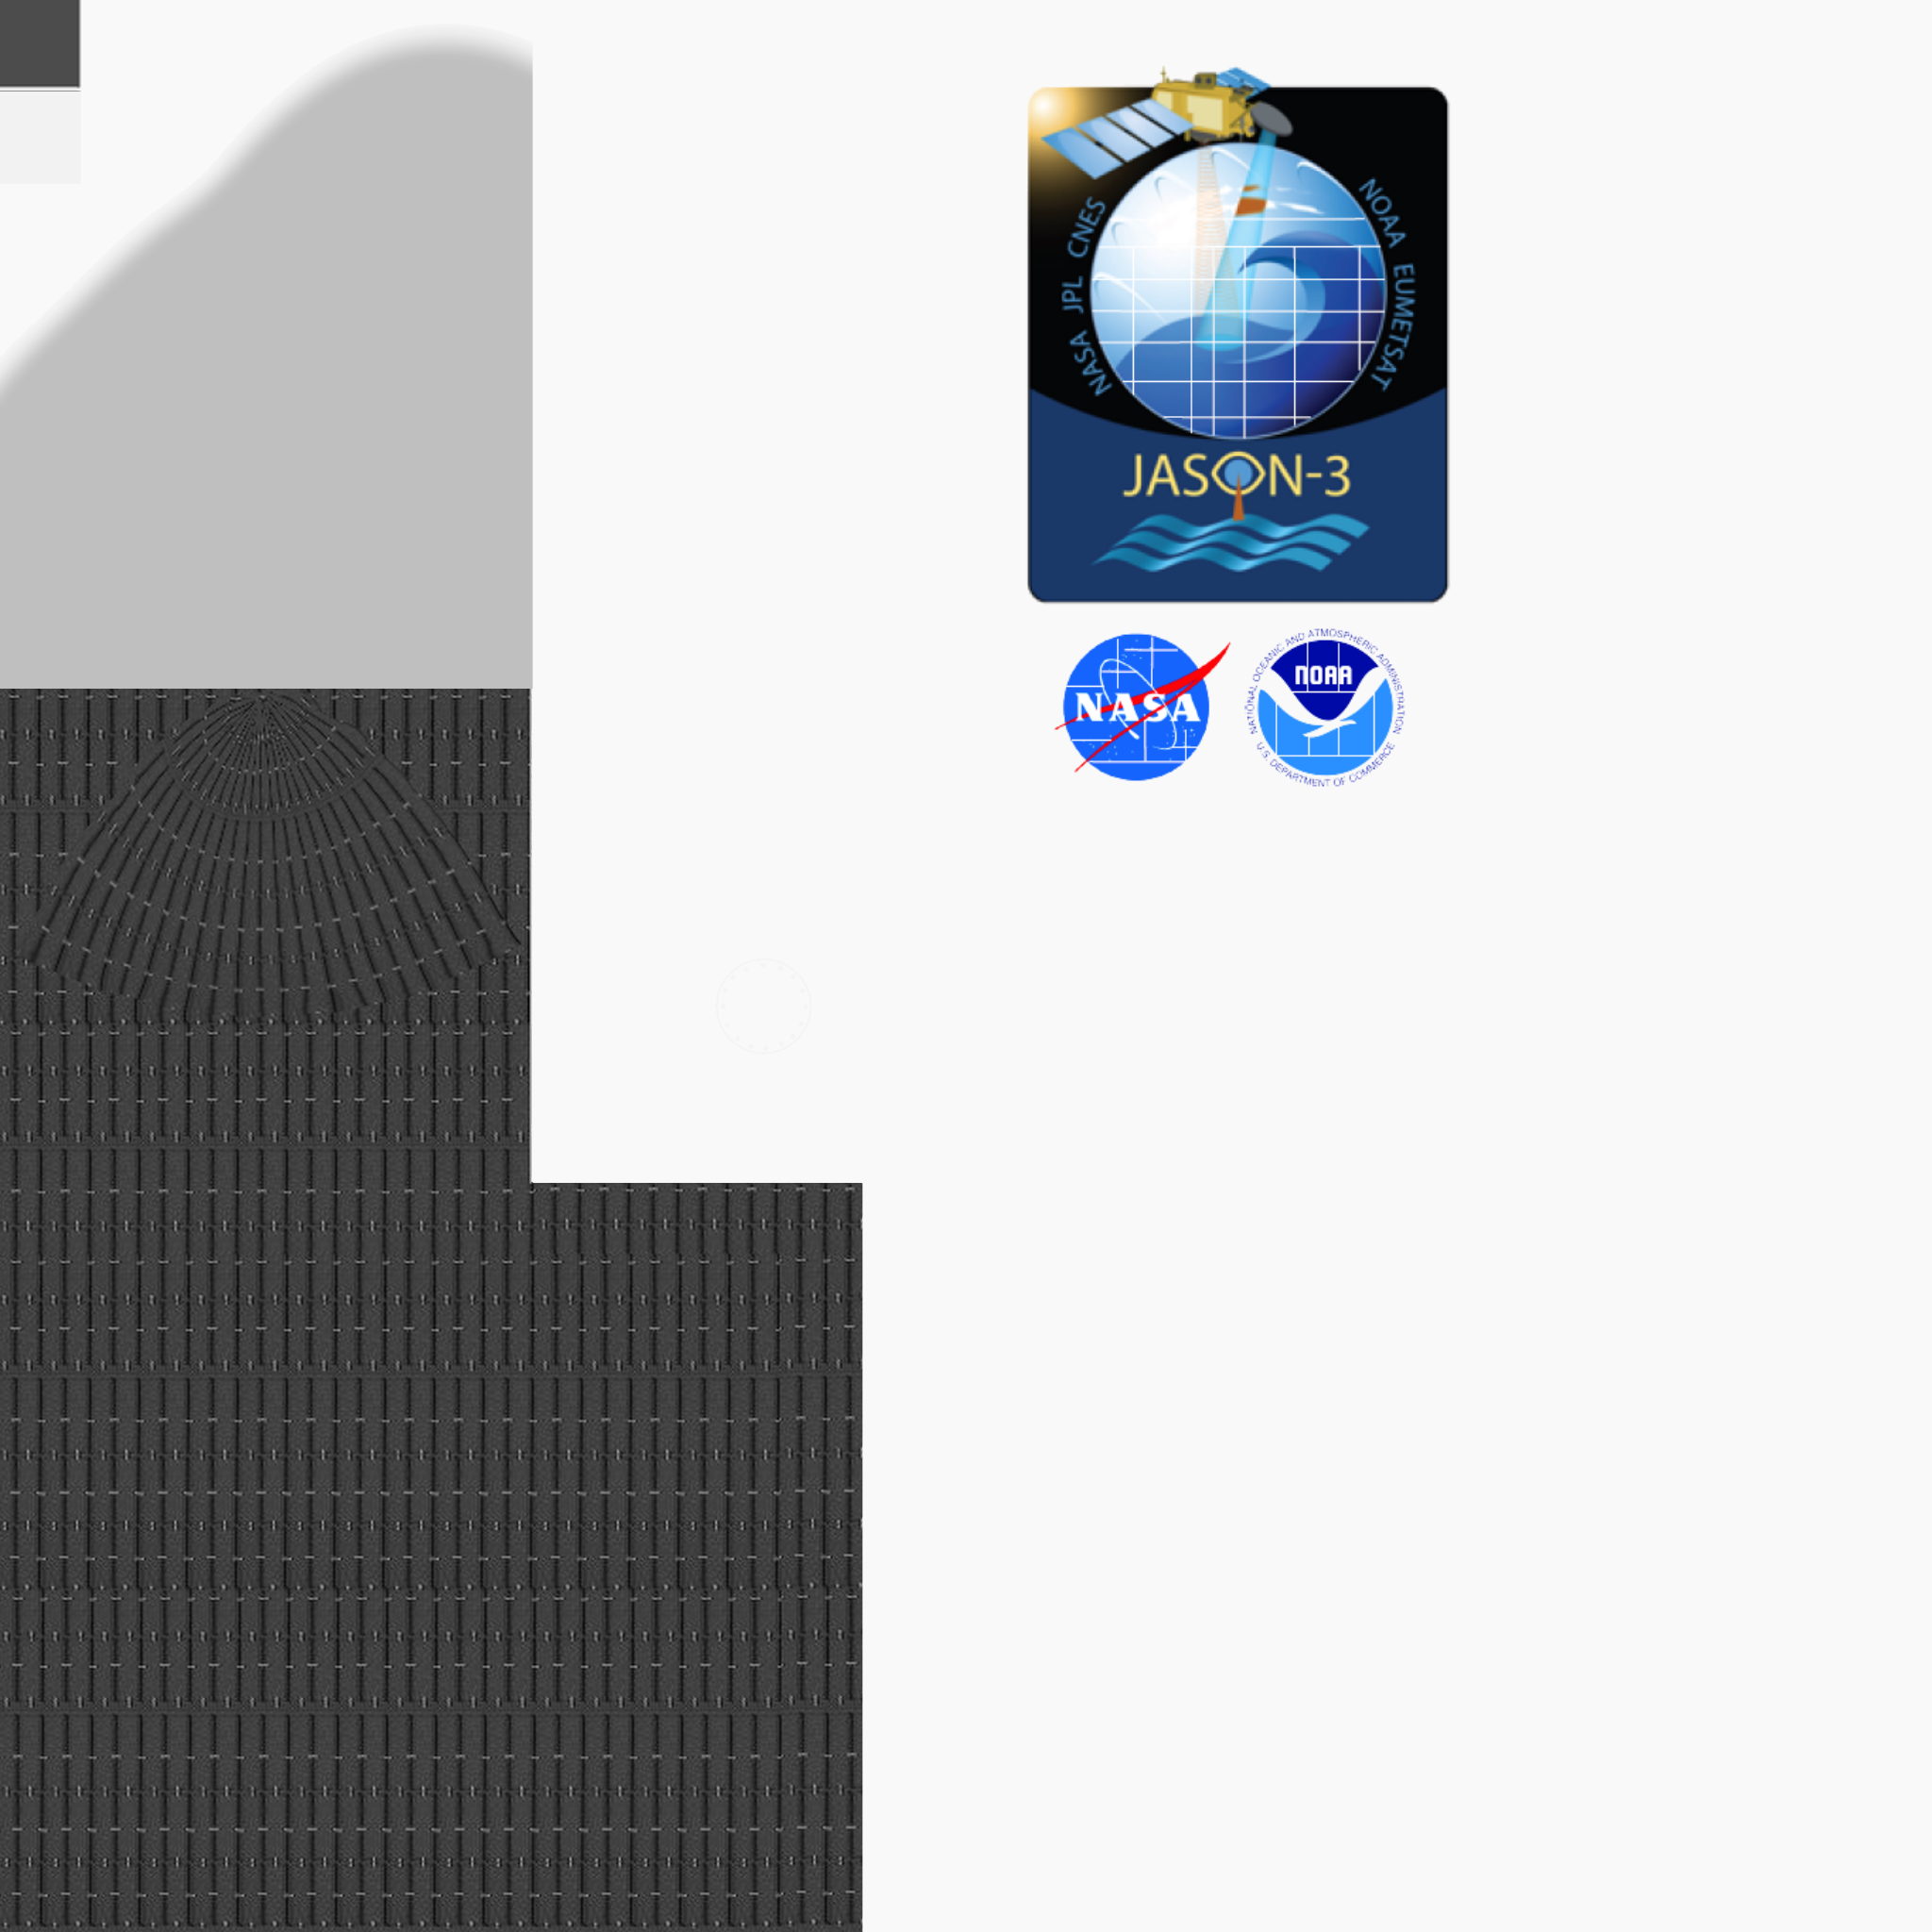 NASA JPL CNES
NOAA EUMETSAT
JASON-3
NASA
NATIONAL OCEANIC AND ATMOSPHERIC ADMINISTRATION
NOAA
U.S. DEPARTMENT OF COMMERCE